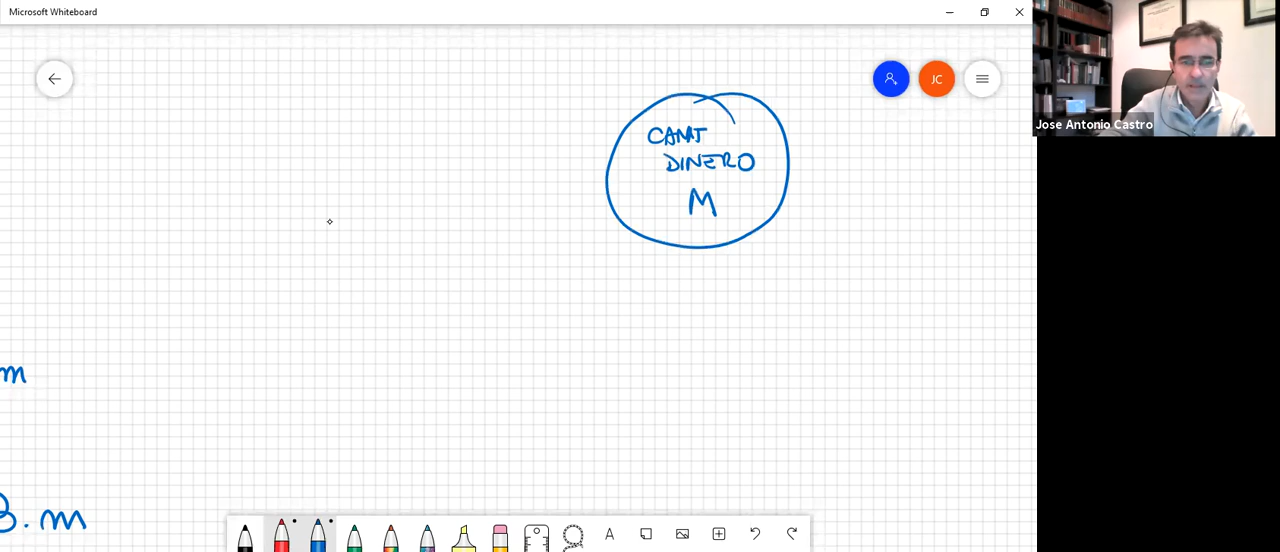 Microsoft Whiteboard
JC
Jose Antonio Castro
CANT
DINERO
M
m
B.m
A